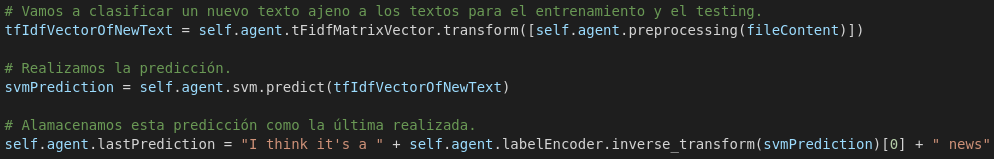 # Vamos a clasificar un nuevo texto ajeno a los textos para el entrenamiento y el testing.
tfIdfVectorOfNewText = self.agent.tFidfMatrixVector.transform([self.agent.preprocessing(fileContent)])
# Realizamos la predicción.
svmPrediction = self.agent.svm.predict(tfIdfVectorOfNewText)
# Alamacenamos esta predicción como la última realizada.
self.agent.lastPrediction = "I think it's a " + self.agent.labelEncoder.inverse_transform(svmPrediction)[0] + " news"